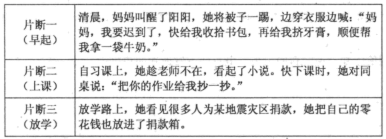 片断一
（早起）
清晨，妈妈叫醒了阳阳，她将被子一踢，边穿衣服边喊：“妈
妈，我要迟到了，快给我收拾书包，再给我挤牙膏，顺便帮
我拿一袋牛奶。”
片断二
（上课）
自习课上，她趁老师不在，看起了小说。快下课时，她对同
桌说：“把你的作业给我抄一抄。”
片断三
（放学）
放学路上，她看见很多人为某地震灾区捐款，她把自己的零
花钱也放进了捐款箱。